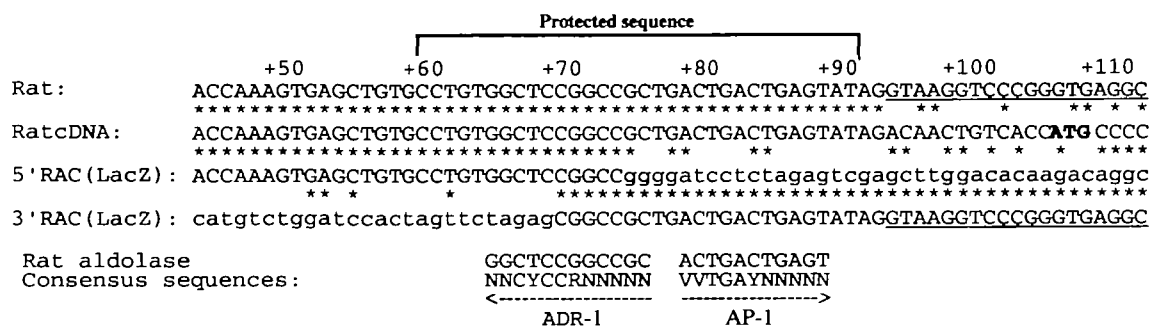 Protected sequence
+50 +60 +70 +80 +90 +100 +110
Rat: ACCAAAGTGAGCTGTGCCTGTGGCTCCGGCCGCTGACTGACTGAGTATAGGTAAGGTCCCGGGTGAGGC
************************************************** ** * ** * *
RatcDNA: ACCAAAGTGAGCTGTGCCTGTGGCTCCGGCCGCTGACTGACTGAGTATAGACAACTGTCACCATGCCCC
******************************** * ** ** ** * * * * * ****
5'RAC(LacZ): ACCAAAGTGAGCTGTGCCTGTGGCTCCGGCCggggatcctctagagtcgagcttggacacaagacaggc
** * * *******************************************
3'RAC(LacZ): catgtctggatccactagttctagagCGGCCGCTGACTGACTGAGTATAGGTAAGGTCCCGGGTGAGGC
Rat aldolase GGCTCCGGCCGC ACTGACTGAGT
Consensus sequences: NNCYCCRNNNNN VVTGAYNNNNN
<----------- ---------->
ADR-1 AP-1